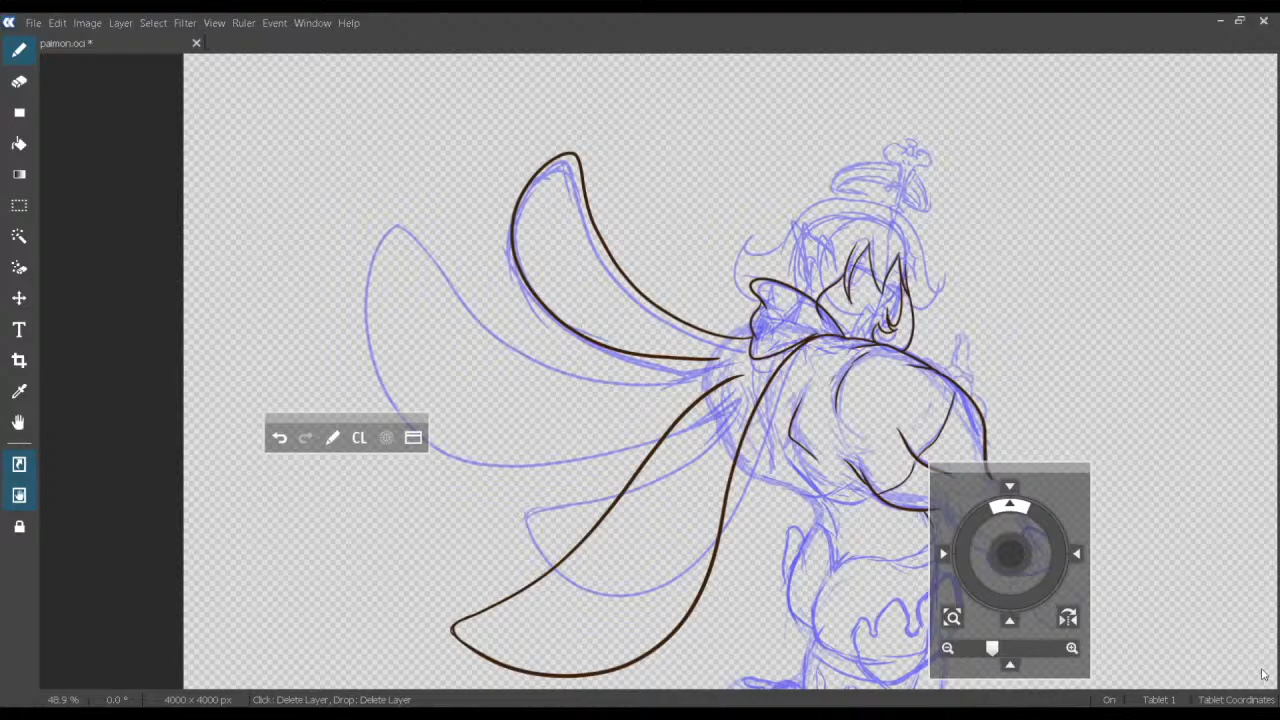 File Edit Image Layer Select Filter View Ruler Event Window Help
paimon.oci *
CL
48.9 % 0.0 ° 4000 × 4000 px Click: Delete Layer, Drop: Delete Layer On Tablet 1 Tablet Coordinates